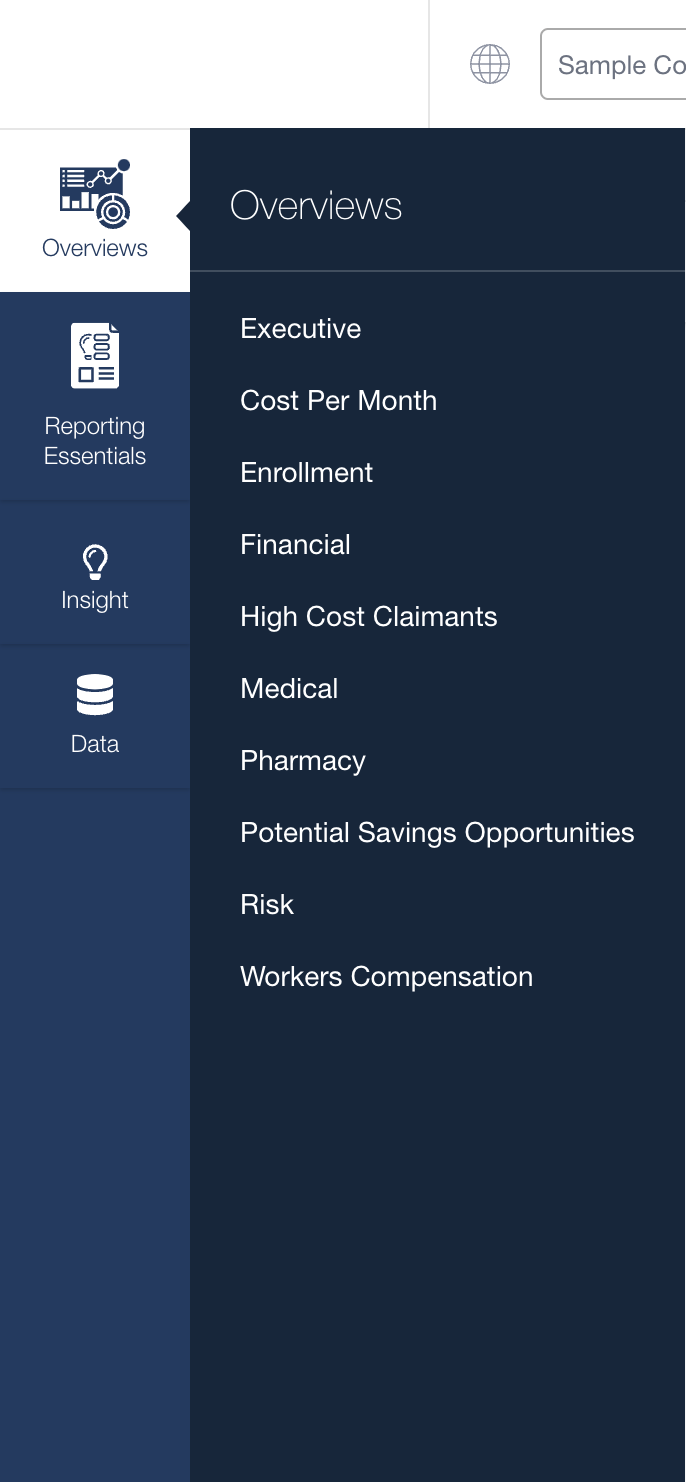 Sample Co
Overviews
Reporting
Essentials
Insight
Data
Overviews
Executive
Cost Per Month
Enrollment
Financial
High Cost Claimants
Medical
Pharmacy
Potential Savings Opportunities
Risk
Workers Compensation